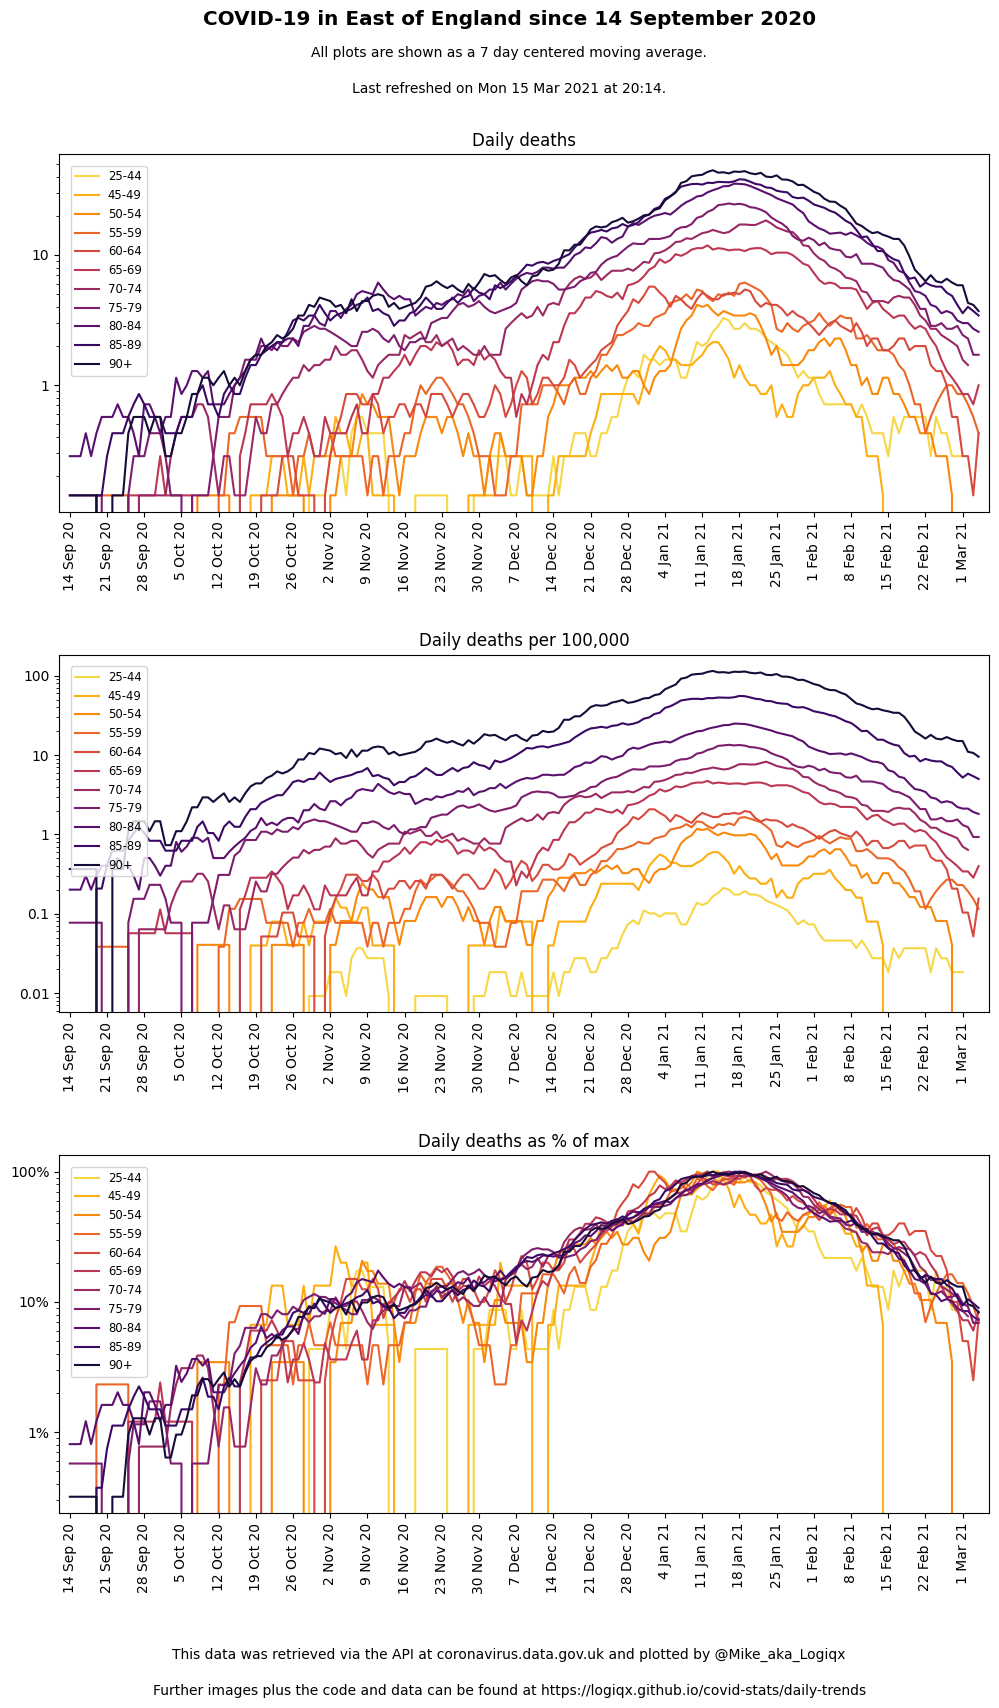 COVID-19 in East of England since 14 September 2020
All plots are shown as a 7 day centered moving average.
Last refreshed on Mon 15 Mar 2021 at 20:14.
Daily deaths
25-44
45-49
50-54
55-59
60-64
65-69
70-74
75-79
80-84
85-89
90+
10
1
14 Sep 20
21 Sep 20
28 Sep 20
5 Oct 20
12 Oct 20
19 Oct 20
26 Oct 20
2 Nov 20
9 Nov 20
16 Nov 20
23 Nov 20
30 Nov 20
7 Dec 20
14 Dec 20
21 Dec 20
28 Dec 20
4 Jan 21
11 Jan 21
18 Jan 21
25 Jan 21
1 Feb 21
8 Feb 21
15 Feb 21
22 Feb 21
1 Mar 21
Daily deaths per 100,000
25-44
45-49
50-54
55-59
60-64
65-69
70-74
75-79
80-84
85-89
90+
100
10
1
0.1
0.01
14 Sep 20
21 Sep 20
28 Sep 20
5 Oct 20
12 Oct 20
19 Oct 20
26 Oct 20
2 Nov 20
9 Nov 20
16 Nov 20
23 Nov 20
30 Nov 20
7 Dec 20
14 Dec 20
21 Dec 20
28 Dec 20
4 Jan 21
11 Jan 21
18 Jan 21
25 Jan 21
1 Feb 21
8 Feb 21
15 Feb 21
22 Feb 21
1 Mar 21
Daily deaths as % of max
25-44
45-49
50-54
55-59
60-64
65-69
70-74
75-79
80-84
85-89
90+
100%
10%
1%
14 Sep 20
21 Sep 20
28 Sep 20
5 Oct 20
12 Oct 20
19 Oct 20
26 Oct 20
2 Nov 20
9 Nov 20
16 Nov 20
23 Nov 20
30 Nov 20
7 Dec 20
14 Dec 20
21 Dec 20
28 Dec 20
4 Jan 21
11 Jan 21
18 Jan 21
25 Jan 21
1 Feb 21
8 Feb 21
15 Feb 21
22 Feb 21
1 Mar 21
This data was retrieved via the API at coronavirus.data.gov.uk and plotted by @Mike_aka_Logiqx
Further images plus the code and data can be found at https://logiqx.github.io/covid-stats/daily-trends